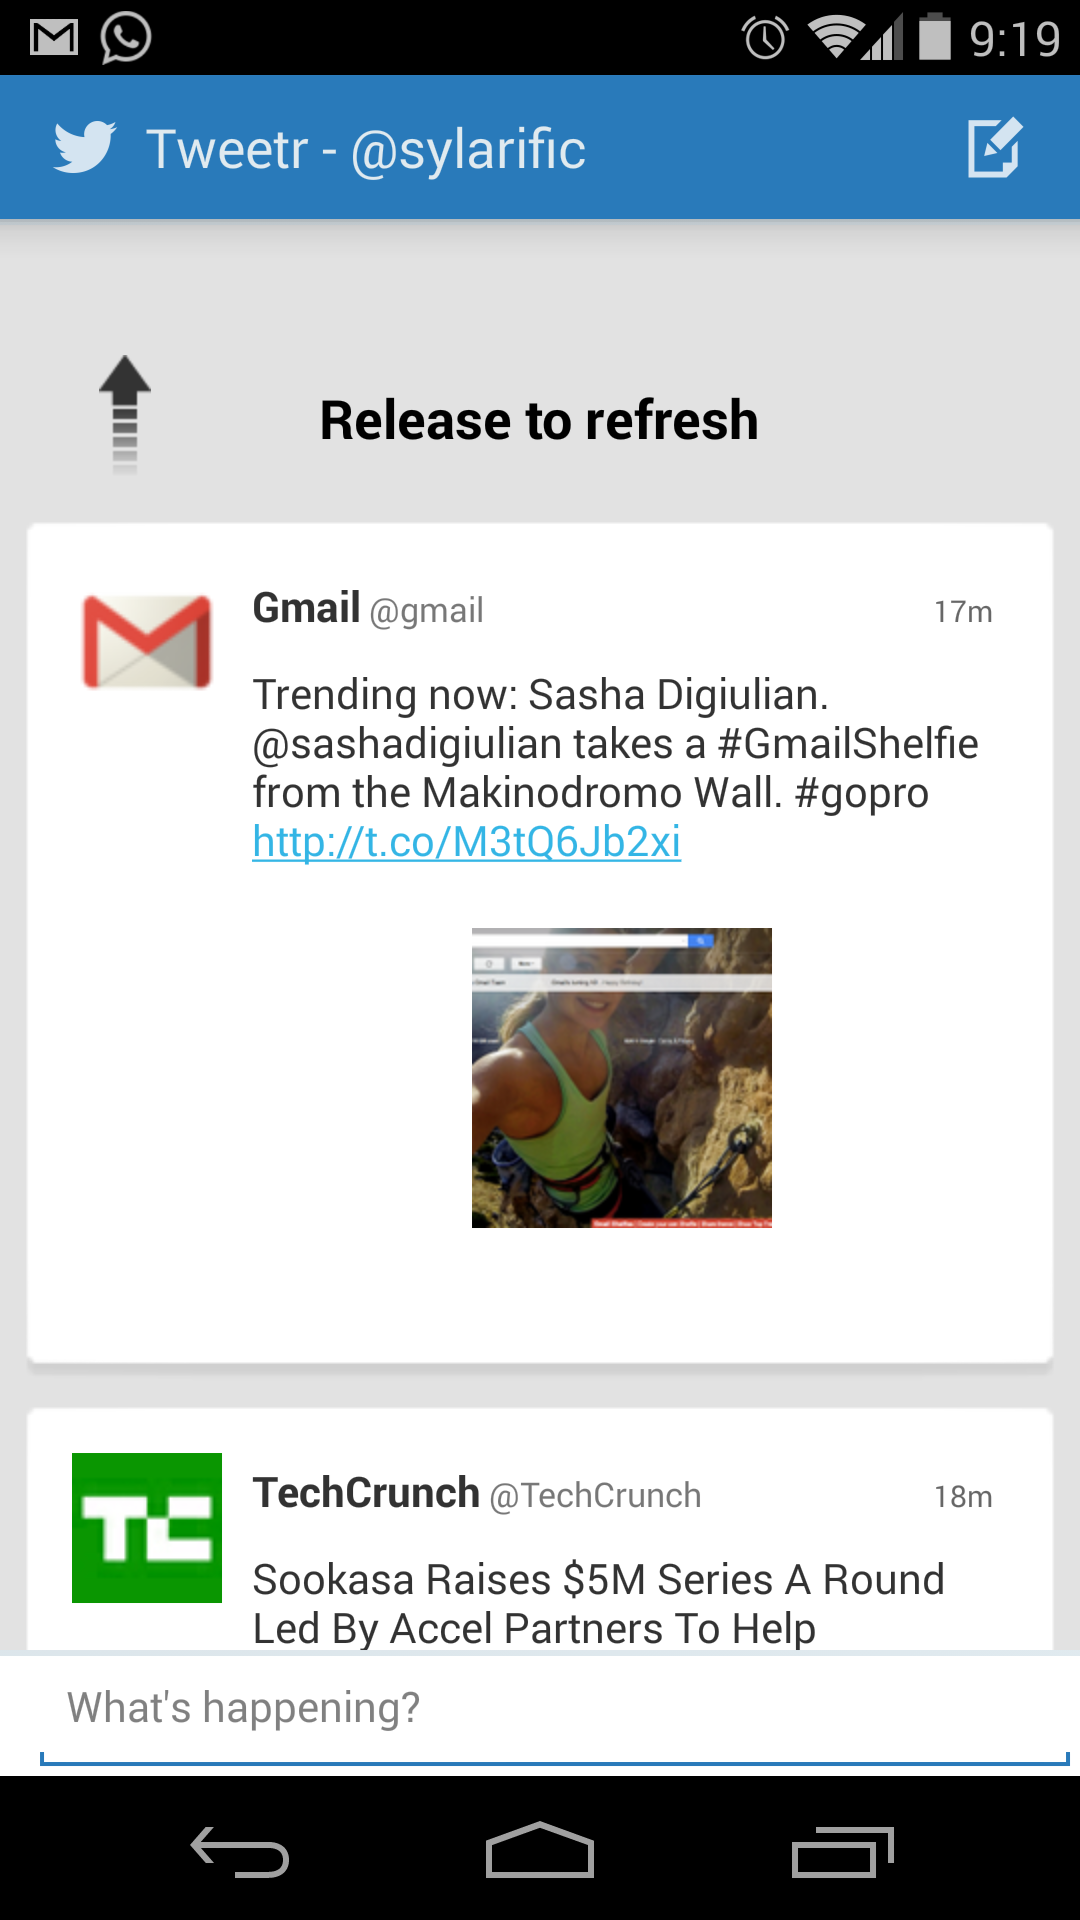 9:19
Tweetr - @sylarific
Release to refresh
Gmail @gmail 17m
Trending now: Sasha Digiulian.
@sashadigiulian takes a #GmailShelfie
from the Makinodromo Wall. #gopro
http://t.co/M3tQ6Jb2xi
TC
TechCrunch @TechCrunch 18m
Sookasa Raises $5M Series A Round
Led By Accel Partners To Help
What's happening?